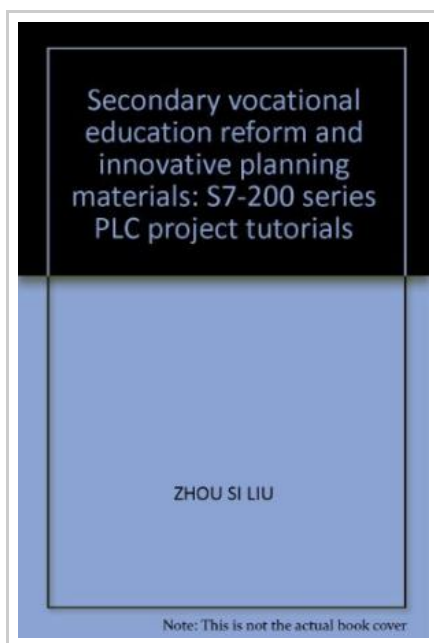 Secondary vocational
education reform and
innovative planning
materials: S7-200 series
PLC project tutorials
ZHOU SI LIU
Note: This is not the actual book cover